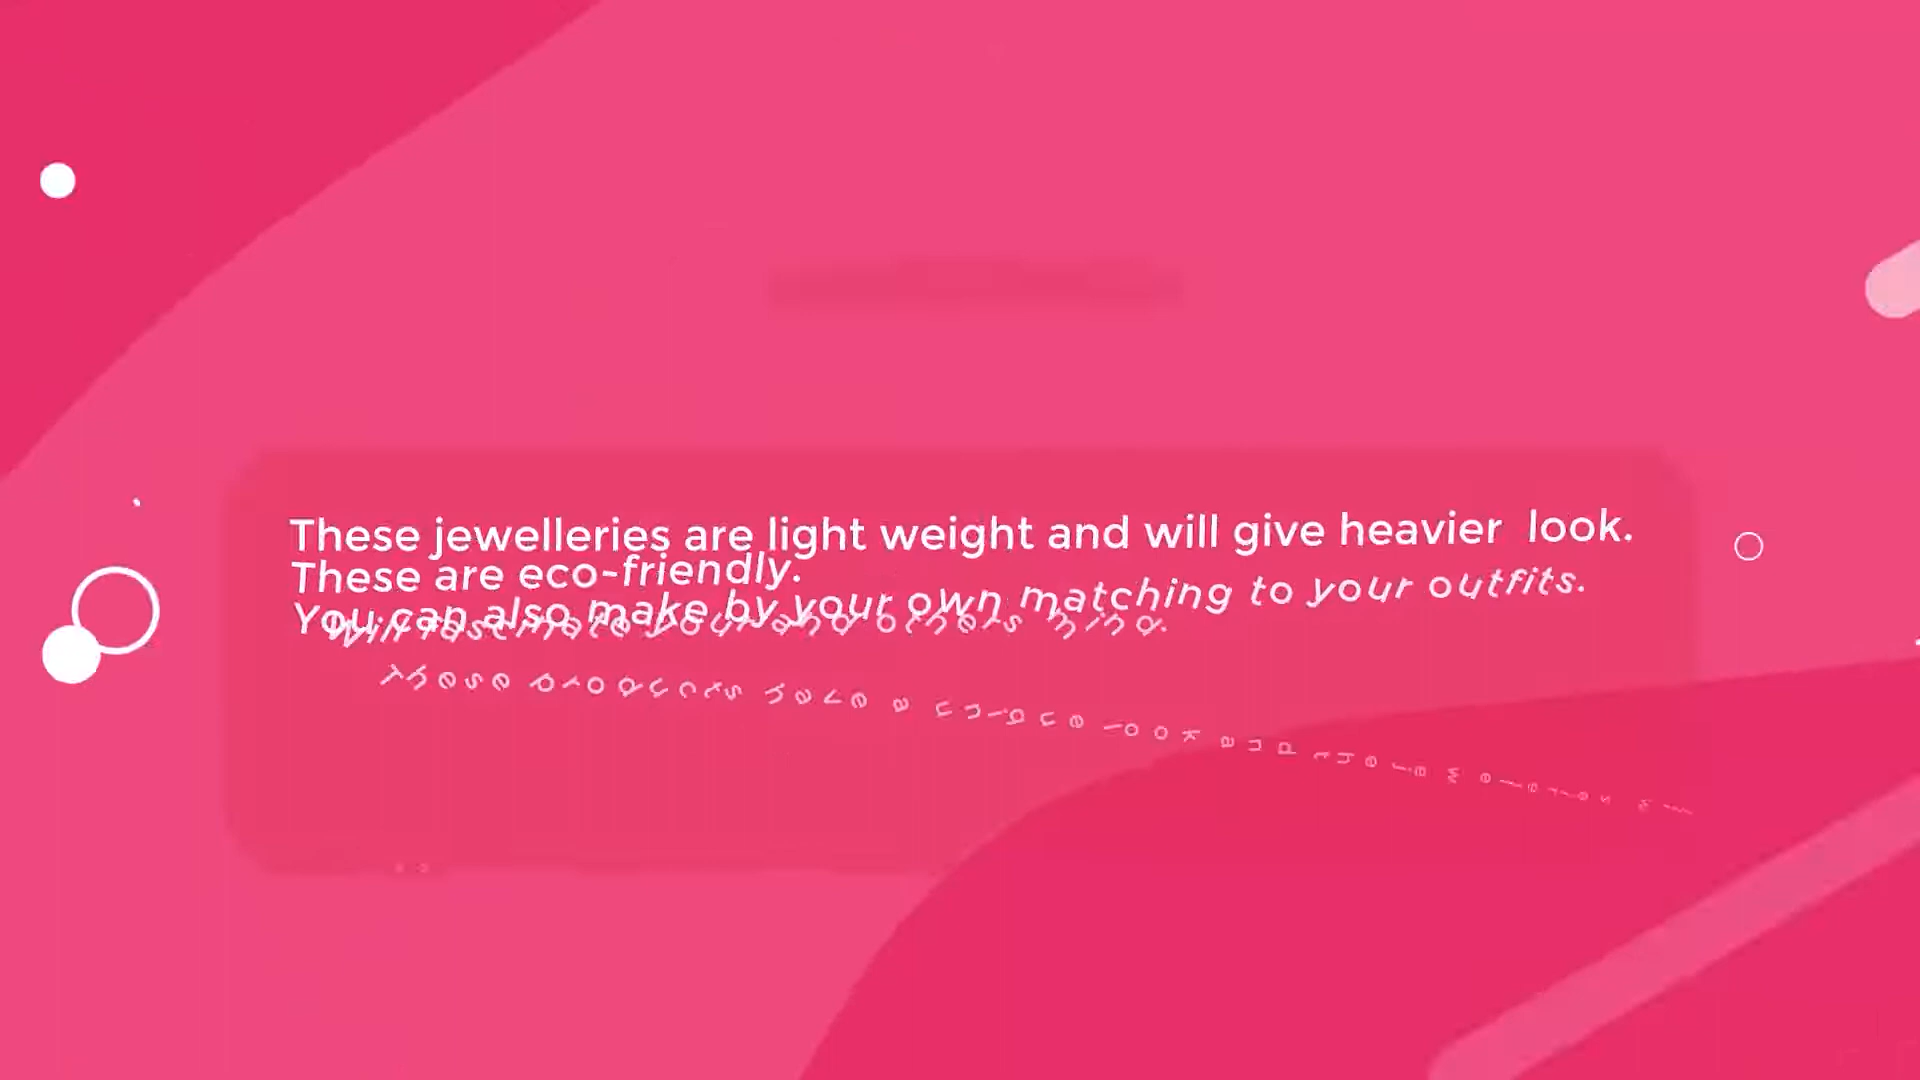 These jewelleries are light weight and will give heavier look.
These are eco-friendly.
You can also make by your own matching to your outfits.
will fascinate your and others mind.
These products have a unique look and the jewelleries wil